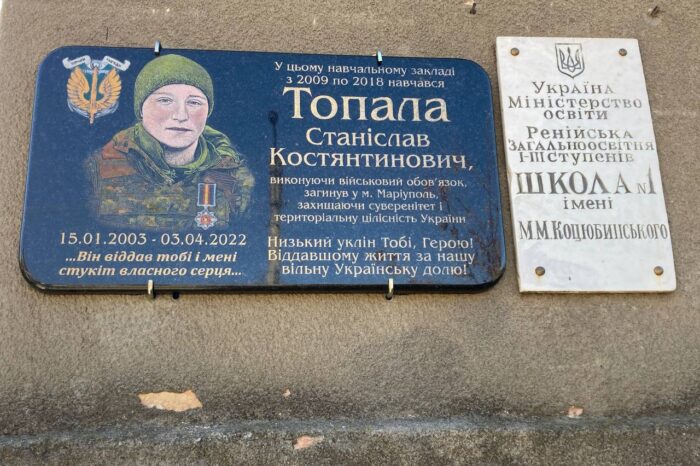 У цьому навчальному закладі
з 2009 по 2018 навчався
Топала
Станіслав
Костянтинович,
виконуючи військовий обов'язок,
загинув у м. Маріуполь,
захищаючи суверенітет і
територіальну цілісність України
15.01.2003 - 03.04.2022
...Він віддав тобі і мені
стукіт власного серця...
Низький уклін Тобі, Герою!
Віддавшому життя за нашу
вільну Українську долю!
Україна
Міністерство
освіти
Ренійська
загальноосвітня
І-ІІІ ступенів
ШКОЛА №1
імені
М.М.Коцюбинського